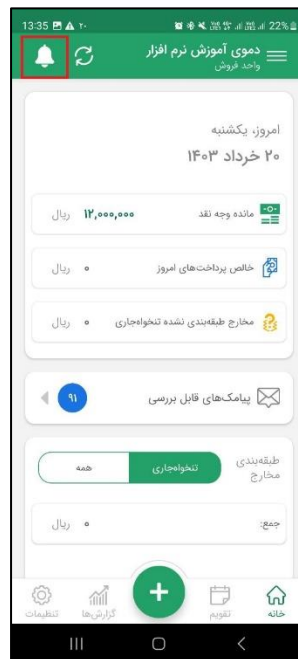 13:35
22%
دموی آموزش نرم افزار
واحد فروش
امروز، یکشنبه
۲۰ خرداد ۱۴۰۳
مانده وجه نقد ۱۲,۰۰۰,۰۰۰ ریال
خالص پرداخت‌های امروز ۰ ریال
مخارج طبقه‌بندی نشده تنخواه‌جاری ۰ ریال
پیامک‌های قابل بررسی ۹۱
طبقه‌بندی مخارج
تنخواه‌جاری همه
جمع: ۰ ریال
خانه تقویم گزارش‌ها تنظیمات